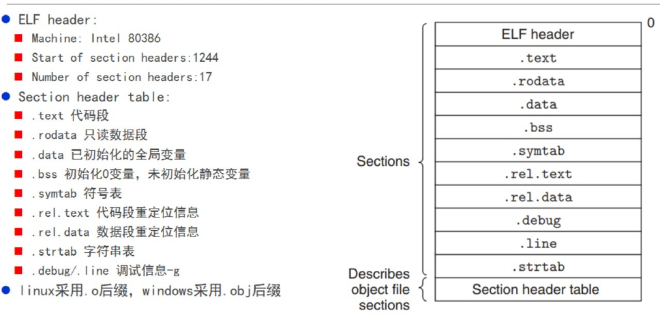 ELF header:
Machine: Intel 80386
Start of section headers:1244
Number of section headers:17
Section header table:
.text 代码段
.rodata 只读数据段
.data 已初始化的全局变量
.bss 初始化0变量，未初始化静态变量
.symtab 符号表
.rel.text 代码段重定位信息
.rel.data 数据段重定位信息
.strtab 字符串表
.debug/.line 调试信息-g
linux采用.o后缀，windows采用.obj后缀
0
ELF header
.text
.rodata
.data
.bss
.symtab
.rel.text
.rel.data
.debug
.line
.strtab
Section header table
Sections
Describes
object file
sections